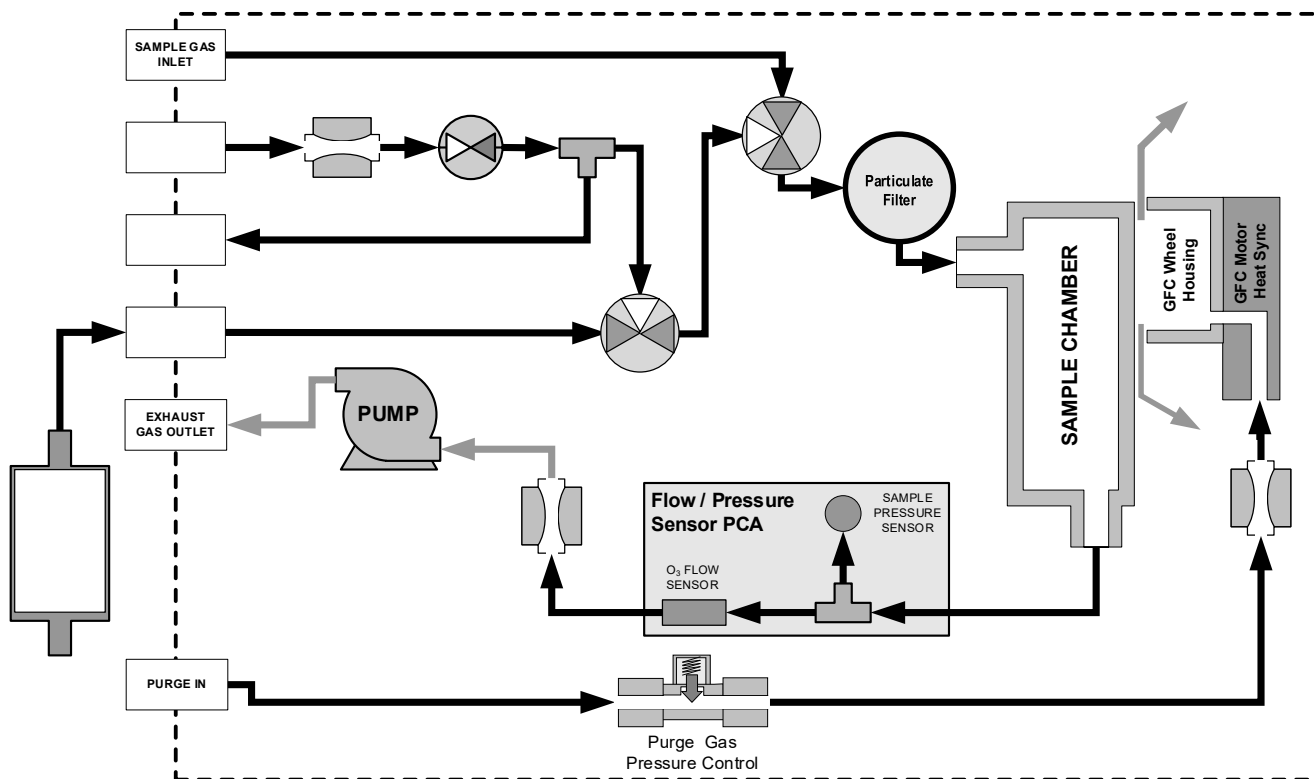 SAMPLE GAS
INLET
Particulate
Filter
SAMPLE CHAMBER
GFC Wheel
Housing
GFC Motor
Heat Sync
EXHAUST
GAS OUTLET
PUMP
Flow / Pressure
Sensor PCA
SAMPLE
PRESSURE
SENSOR
O₃ FLOW
SENSOR
PURGE IN
Purge Gas
Pressure Control